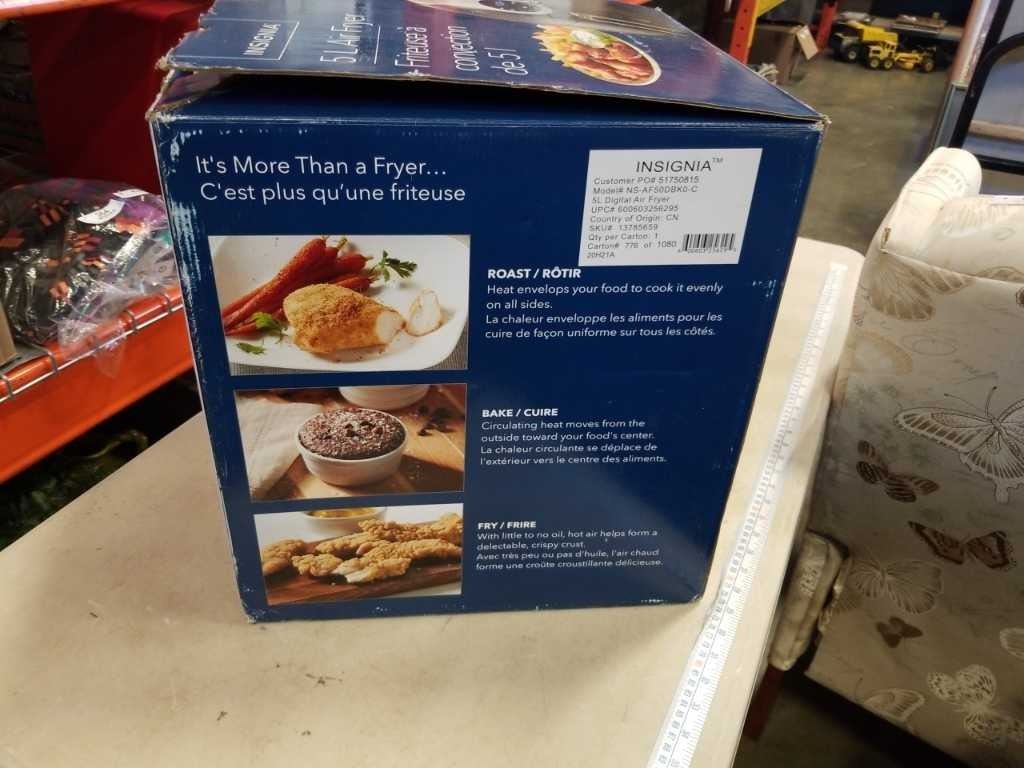 INSIGNIA
5 L Air Fryer
Friteuse à
convection
de 5 l
It's More Than a Fryer...
C'est plus qu'une friteuse
INSIGNIA™
Customer PO# 51750815
Model# NS-AF50DBK0-C
5L Digital Air Fryer
UPC# 600603256295
Country of Origin: CN
SKU# 13785659
Qty per Carton: 1
Carton# 776 of 1080
20H21A
ROAST / RÔTIR
Heat envelops your food to cook it evenly
on all sides.
La chaleur enveloppe les aliments pour les
cuire de façon uniforme sur tous les côtés.
BAKE / CUIRE
Circulating heat moves from the
outside toward your food's center.
La chaleur circulante se déplace de
l'extérieur vers le centre des aliments.
FRY / FRIRE
With little to no oil, hot air helps form a
delectable, crispy crust.
Avec très peu ou pas d'huile, l'air chaud
forme une croûte croustillante délicieuse.